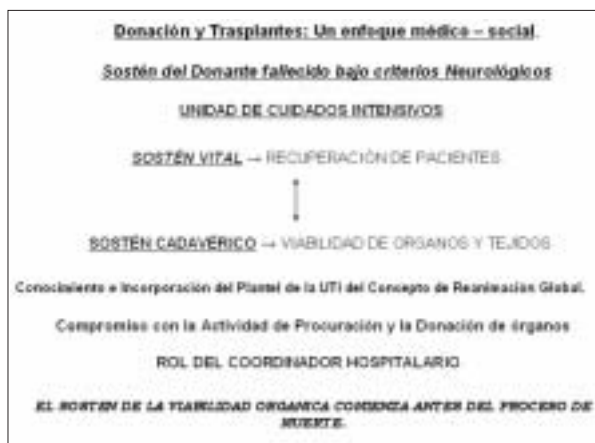 Donación y Trasplantes: Un enfoque médico – social.
Sostén del Donante fallecido bajo criterios Neurológicos
UNIDAD DE CUIDADOS INTENSIVOS
SOSTÉN VITAL → RECUPERACIÓN DE PACIENTES
SOSTÉN CADAVÉRICO → VIABILIDAD DE ORGANOS Y TEJIDOS
Conocimiento e Incorporación del Plantel de la UTI del Concepto de Reanimación Global.
Compromiso con la Actividad de Procuración y la Donación de órganos
ROL DEL COORDINADOR HOSPITALARIO
EL SOSTEN DE LA VIABILIDAD ORGANICA COMIENZA ANTES DEL PROCESO DE
MUERTE.